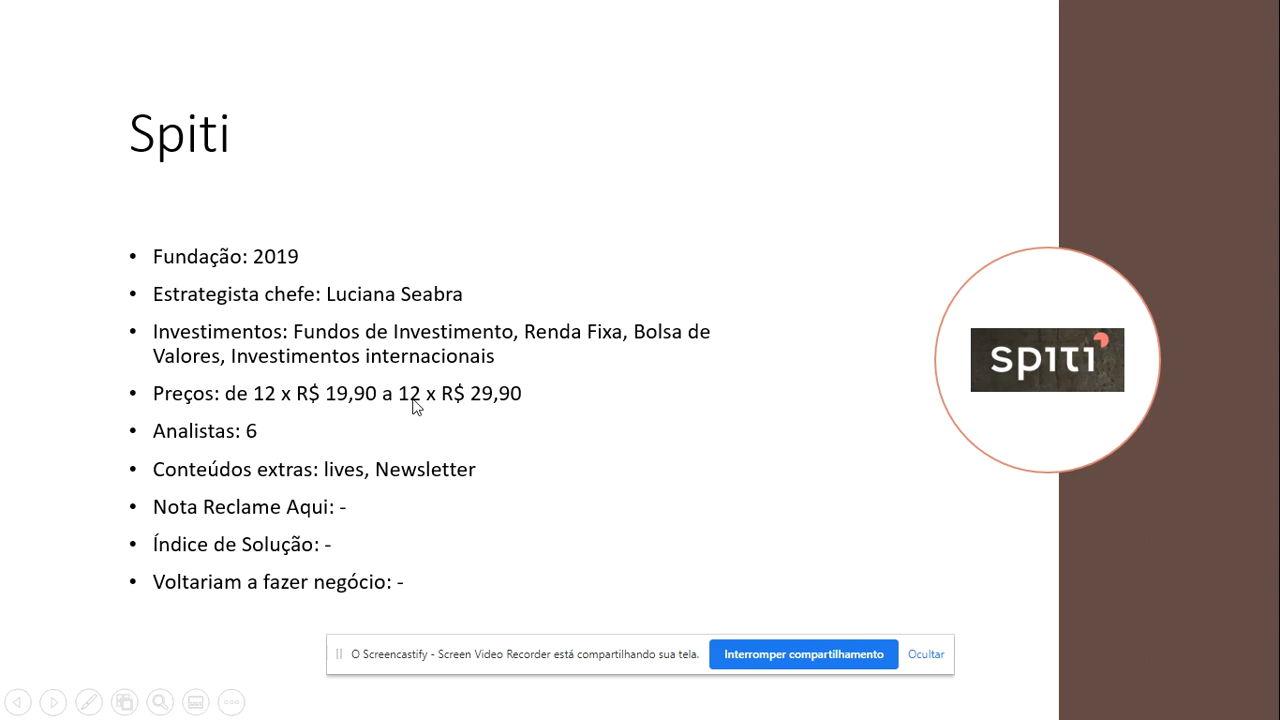 Spiti
• Fundação: 2019
• Estrategista chefe: Luciana Seabra
• Investimentos: Fundos de Investimento, Renda Fixa, Bolsa de
Valores, Investimentos internacionais
• Preços: de 12 x R$ 19,90 a 12 x R$ 29,90
• Analistas: 6
• Conteúdos extras: lives, Newsletter
• Nota Reclame Aqui: -
• Índice de Solução: -
• Voltariam a fazer negócio: -
spiti
O Screencastify - Screen Video Recorder está compartilhando sua tela. Interromper compartilhamento Ocultar